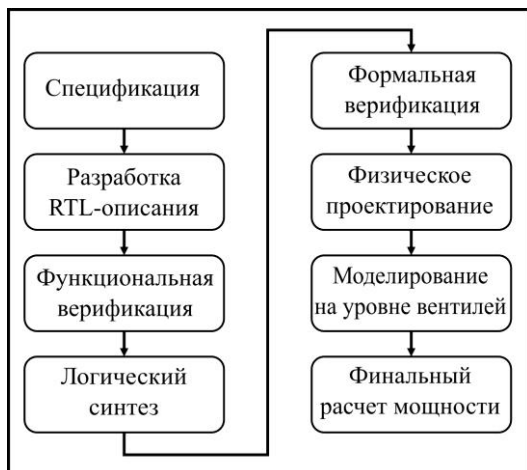 Спецификация
Разработка
RTL-описания
Функциональная
верификация
Логический
синтез
Формальная
верификация
Физическое
проектирование
Моделирование
на уровне вентилей
Финальный
расчет мощности